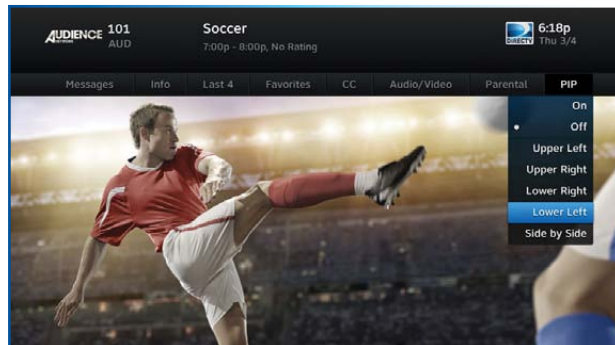 AUDIENCE NETWORK 101 AUD
Soccer
7:00p - 8:00p, No Rating
DIRECTV 6:18p
Thu 3/4
Messages Info Last 4 Favorites CC Audio/Video Parental PIP
On
Off
Upper Left
Upper Right
Lower Right
Lower Left
Side by Side